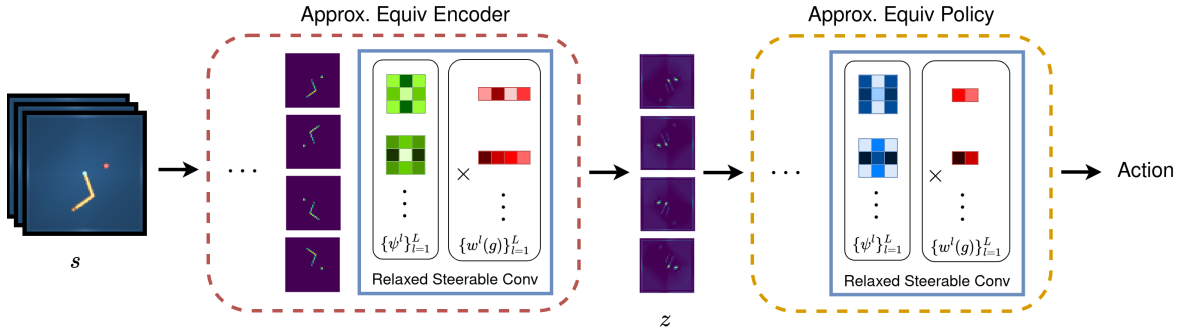 Approx. Equiv Encoder
Approx. Equiv Policy
s
...
×
⋮
⋮
{ψ^l}_{l=1}^L
{w^l(g)}_{l=1}^L
Relaxed Steerable Conv
z
...
×
⋮
⋮
{ψ^l}_{l=1}^L
{w^l(g)}_{l=1}^L
Relaxed Steerable Conv
Action